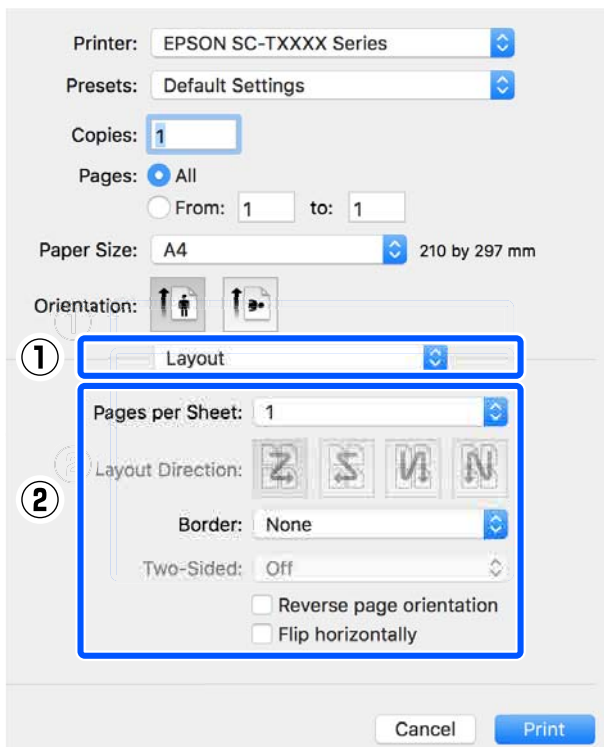 Printer: EPSON SC-TXXXX Series
Presets: Default Settings
Copies: 1
Pages: All
From: 1 to: 1
Paper Size: A4 210 by 297 mm
Orientation:
① Layout
Pages per Sheet: 1
Layout Direction:
②
Border: None
Two-Sided: Off
Reverse page orientation
Flip horizontally
Cancel Print